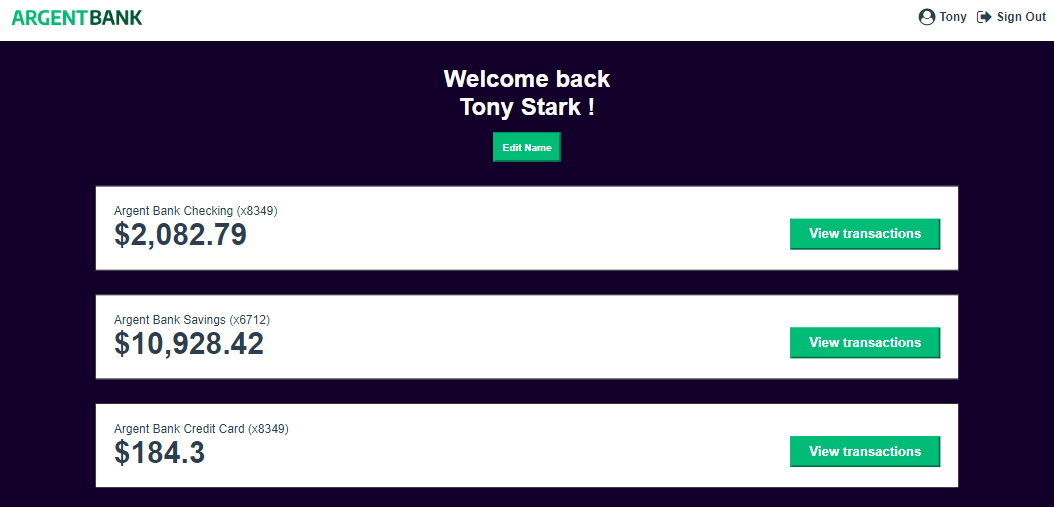 ARGENTBANK
Tony Sign Out
Welcome back
Tony Stark !
Edit Name
Argent Bank Checking (x8349)
$2,082.79
View transactions
Argent Bank Savings (x6712)
$10,928.42
View transactions
Argent Bank Credit Card (x8349)
$184.3
View transactions